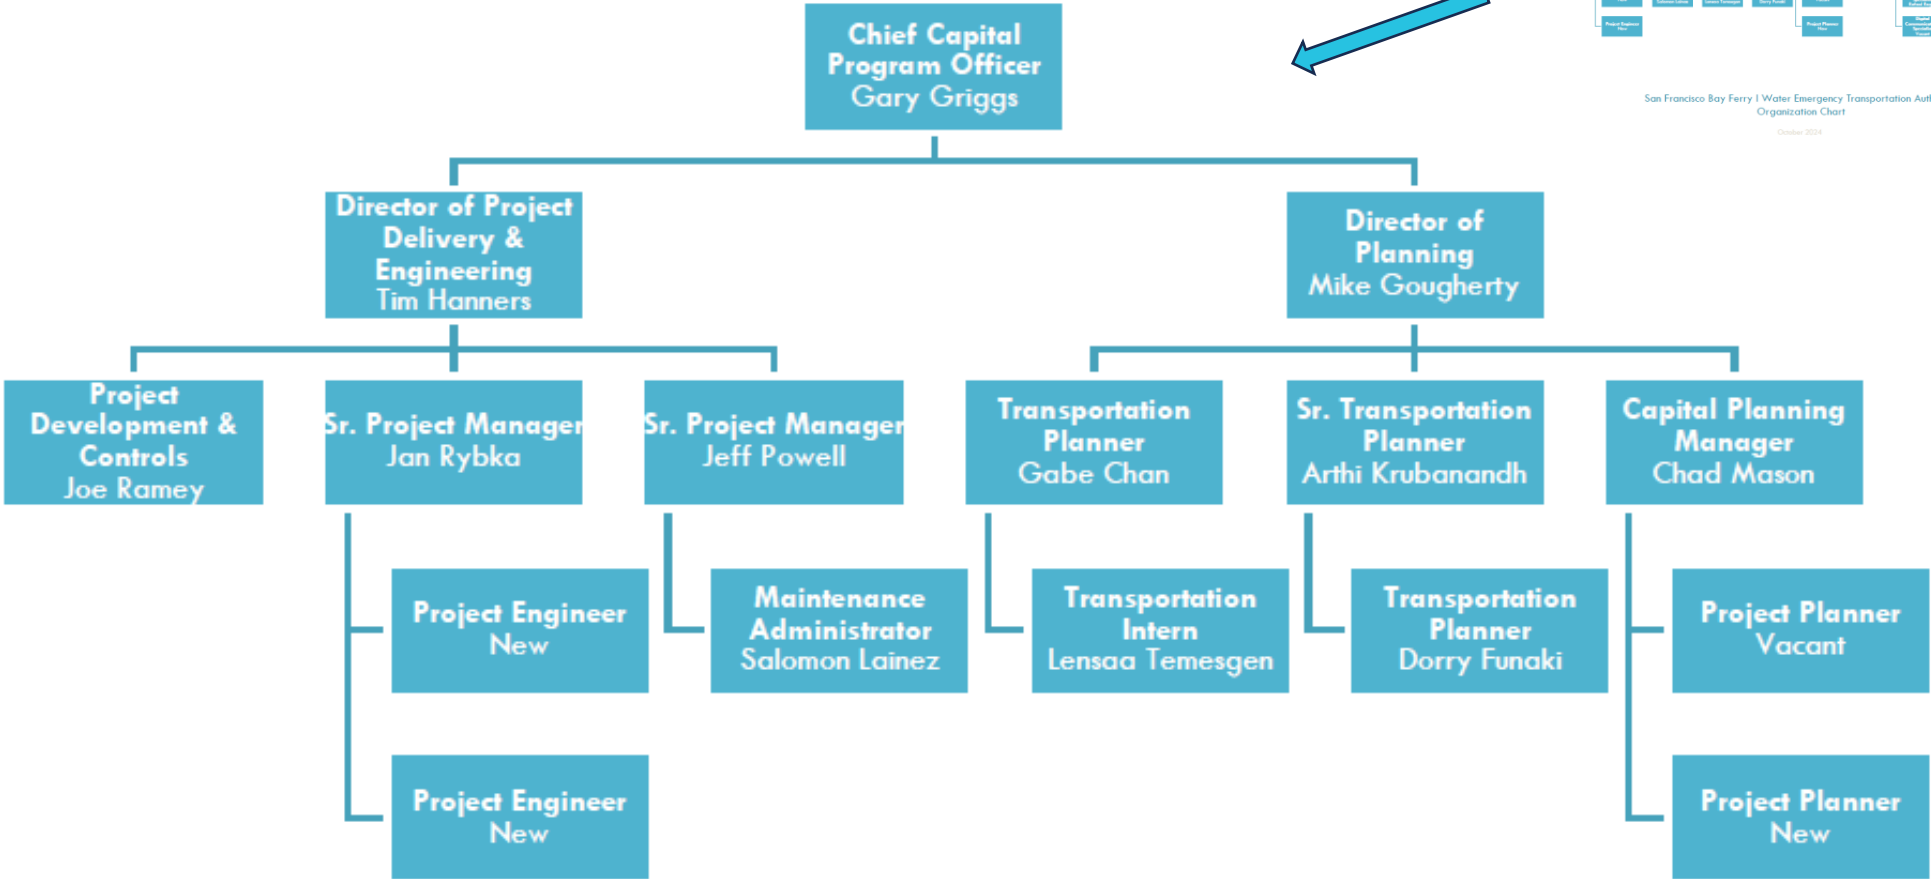 Chief Capital
Program Officer
Gary Griggs
San Francisco Bay Ferry | Water Emergency Transportation
Organization Chart
October 2024
Director of Project
Delivery &
Engineering
Tim Hanners
Director of
Planning
Mike Gougherty
Project
Development &
Controls
Joe Ramey
Sr. Project Manager
Jan Rybka
Sr. Project Manager
Jeff Powell
Transportation
Planner
Gabe Chan
Sr. Transportation
Planner
Arthi Krubanandh
Capital Planning
Manager
Chad Mason
Project Engineer
New
Maintenance
Administrator
Salomon Lainez
Transportation
Intern
Lensaa Temesgen
Transportation
Planner
Dorry Funaki
Project Planner
Vacant
Project Engineer
New
Project Planner
New